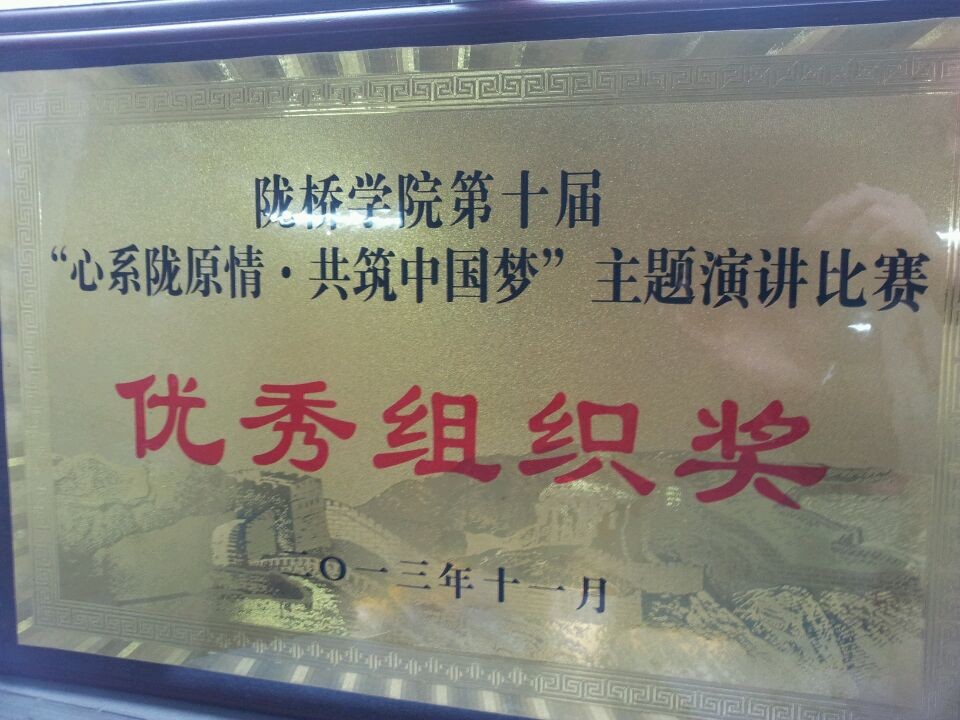 陇桥学院第十届
“心系陇原情·共筑中国梦”主题演讲比赛
优秀组织奖
二〇一三年十一月